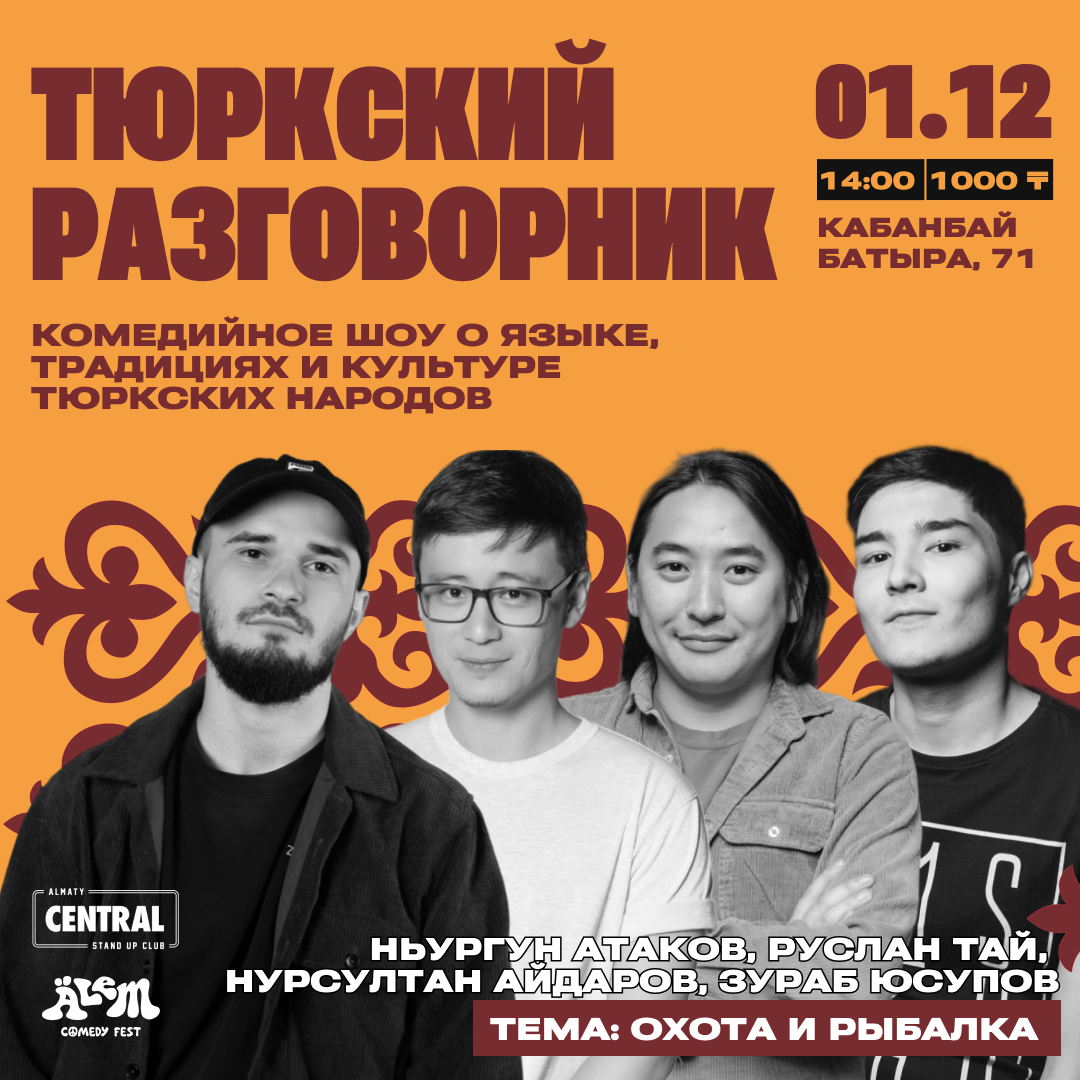 ТЮРКСКИЙ
РАЗГОВОРНИК
01.12
14:00 1000 ₸
КАБАНБАЙ
БАТЫРА, 71
КОМЕДИЙНОЕ ШОУ О ЯЗЫКЕ,
ТРАДИЦИЯХ И КУЛЬТУРЕ
ТЮРКСКИХ НАРОДОВ
ALMATY
CENTRAL
STAND UP CLUB
ÄLEM
COMEDY FEST
НЬУРГУН АТАКОВ, РУСЛАН ТАЙ,
НУРСУЛТАН АЙДАРОВ, ЗУРАБ ЮСУПОВ
ТЕМА: ОХОТА И РЫБАЛКА